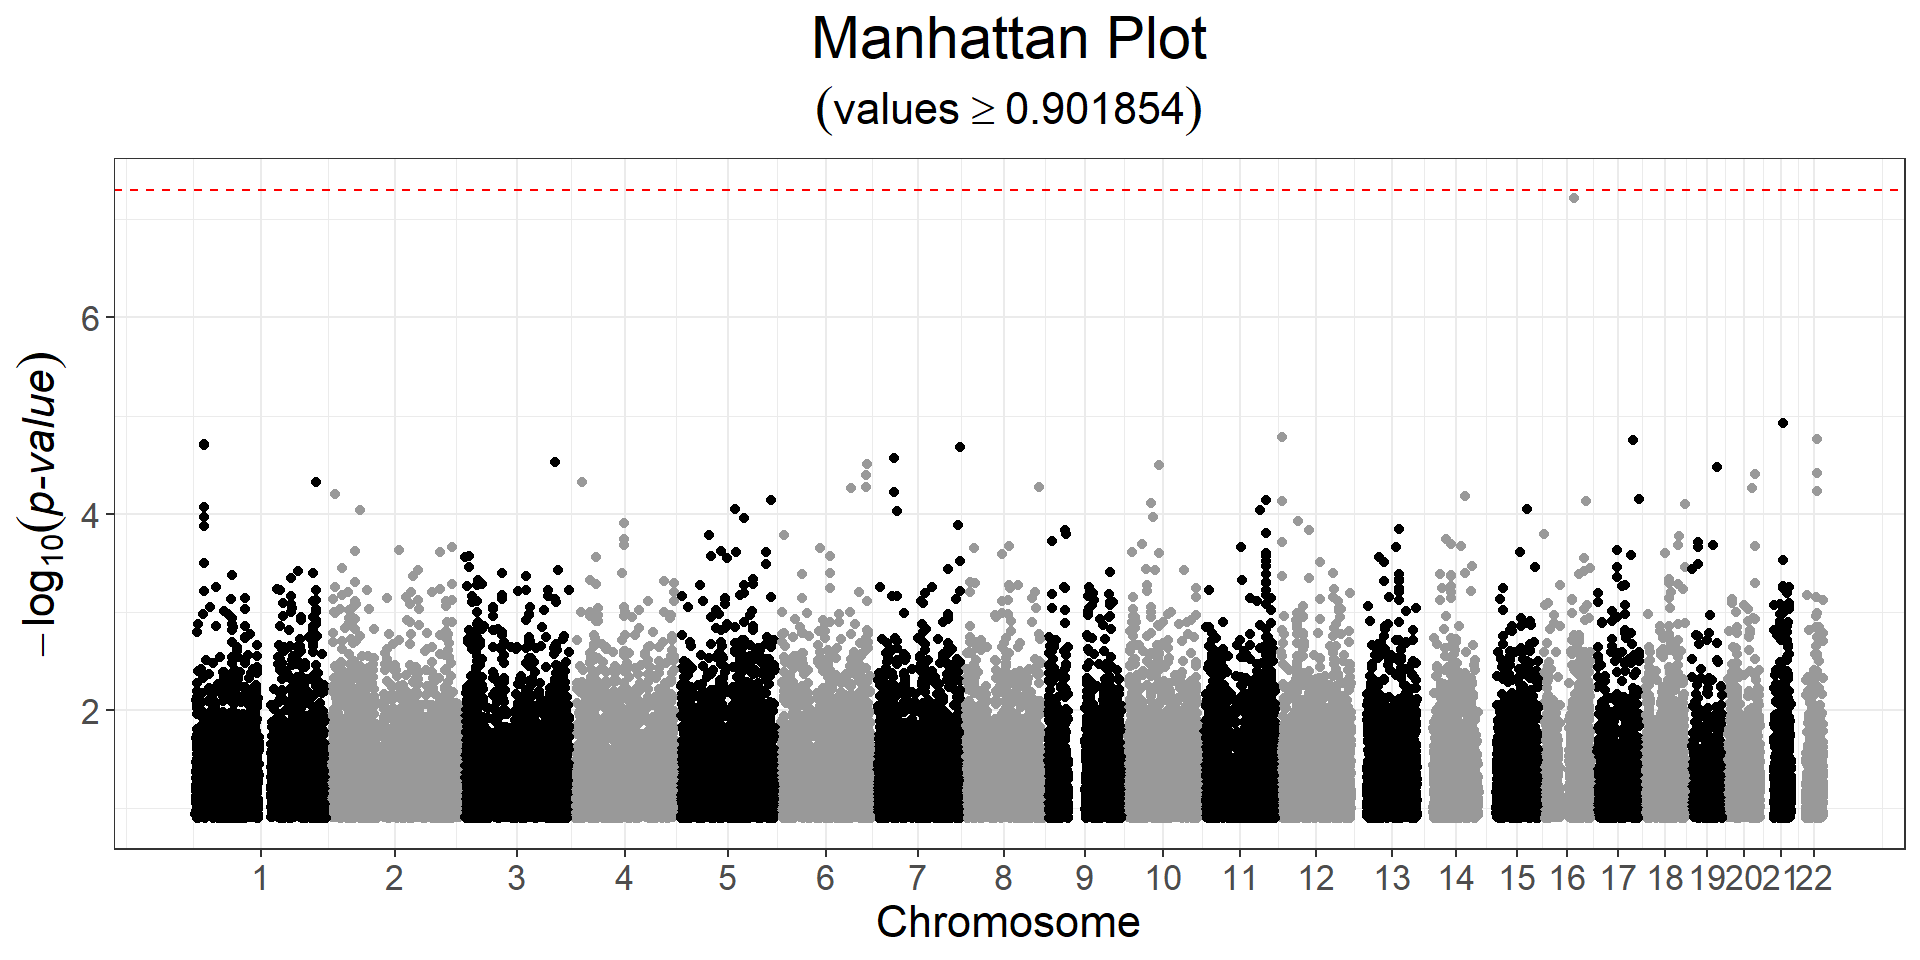 Manhattan Plot
(values ≥ 0.901854)
−log10(p-value)
6
4
2
1 2 3 4 5 6 7 8 9 10 11 12 13 14 15 16 17 18 19 20 21 22
Chromosome